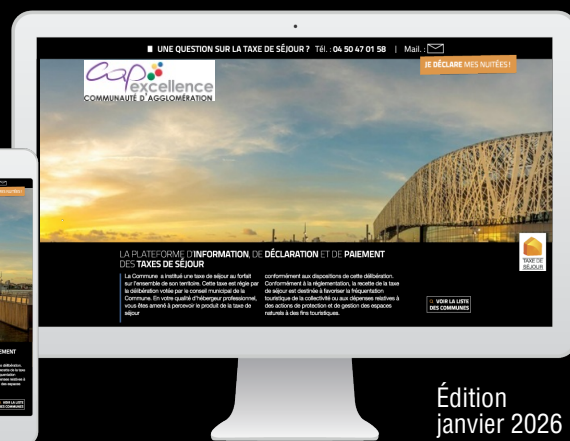 UNE QUESTION SUR LA TAXE DE SÉJOUR ? Tél. : 04 50 47 01 58 | Mail. :
JE DÉCLARE MES NUITÉES !
Cap excellence
COMMUNAUTÉ D'AGGLOMÉRATION
LA PLATEFORME D'INFORMATION, DE DÉCLARATION ET DE PAIEMENT
DES TAXES DE SÉJOUR
La Commune a institué une taxe de séjour au forfait
sur l'ensemble de son territoire. Cette taxe est régie par
la délibération votée par le conseil municipal de la
Commune. En votre qualité d'hébergeur professionnel,
vous êtes amené à percevoir le produit de la taxe de
séjour
conformément aux dispositions de cette délibération.
Conformément à la réglementation, la recette de la taxe
de séjour est destinée à favoriser la fréquentation
touristique de la collectivité ou aux dépenses relatives à
des actions de protection et de gestion des espaces
naturels à des fins touristiques.
TAXE DE
SÉJOUR
VOIR LA LISTE
DES COMMUNES
EMENT
VOIR LA LISTE
DES COMMUNES
Édition
janvier 2026